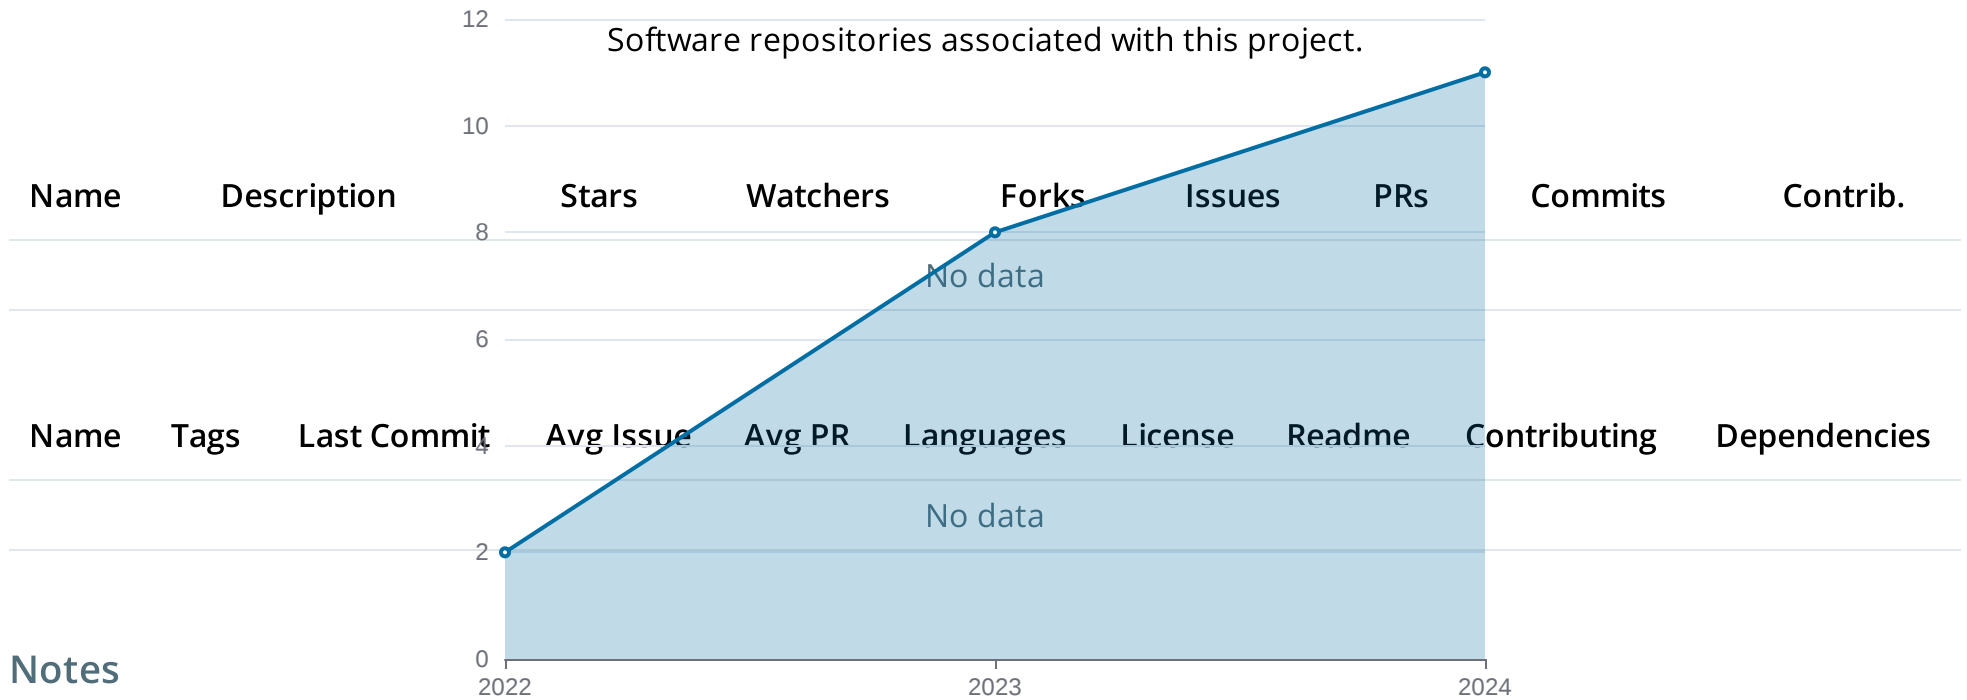 12
Software repositories associated with this project.
10
Name Description Stars Watchers Forks Issues PRs Commits Contrib.
8
No data
6
Name Tags Last Commit Avg Issue Avg PR Languages License Readme Contributing Dependencies
4
No data
2
0
Notes
2022 2023 2024